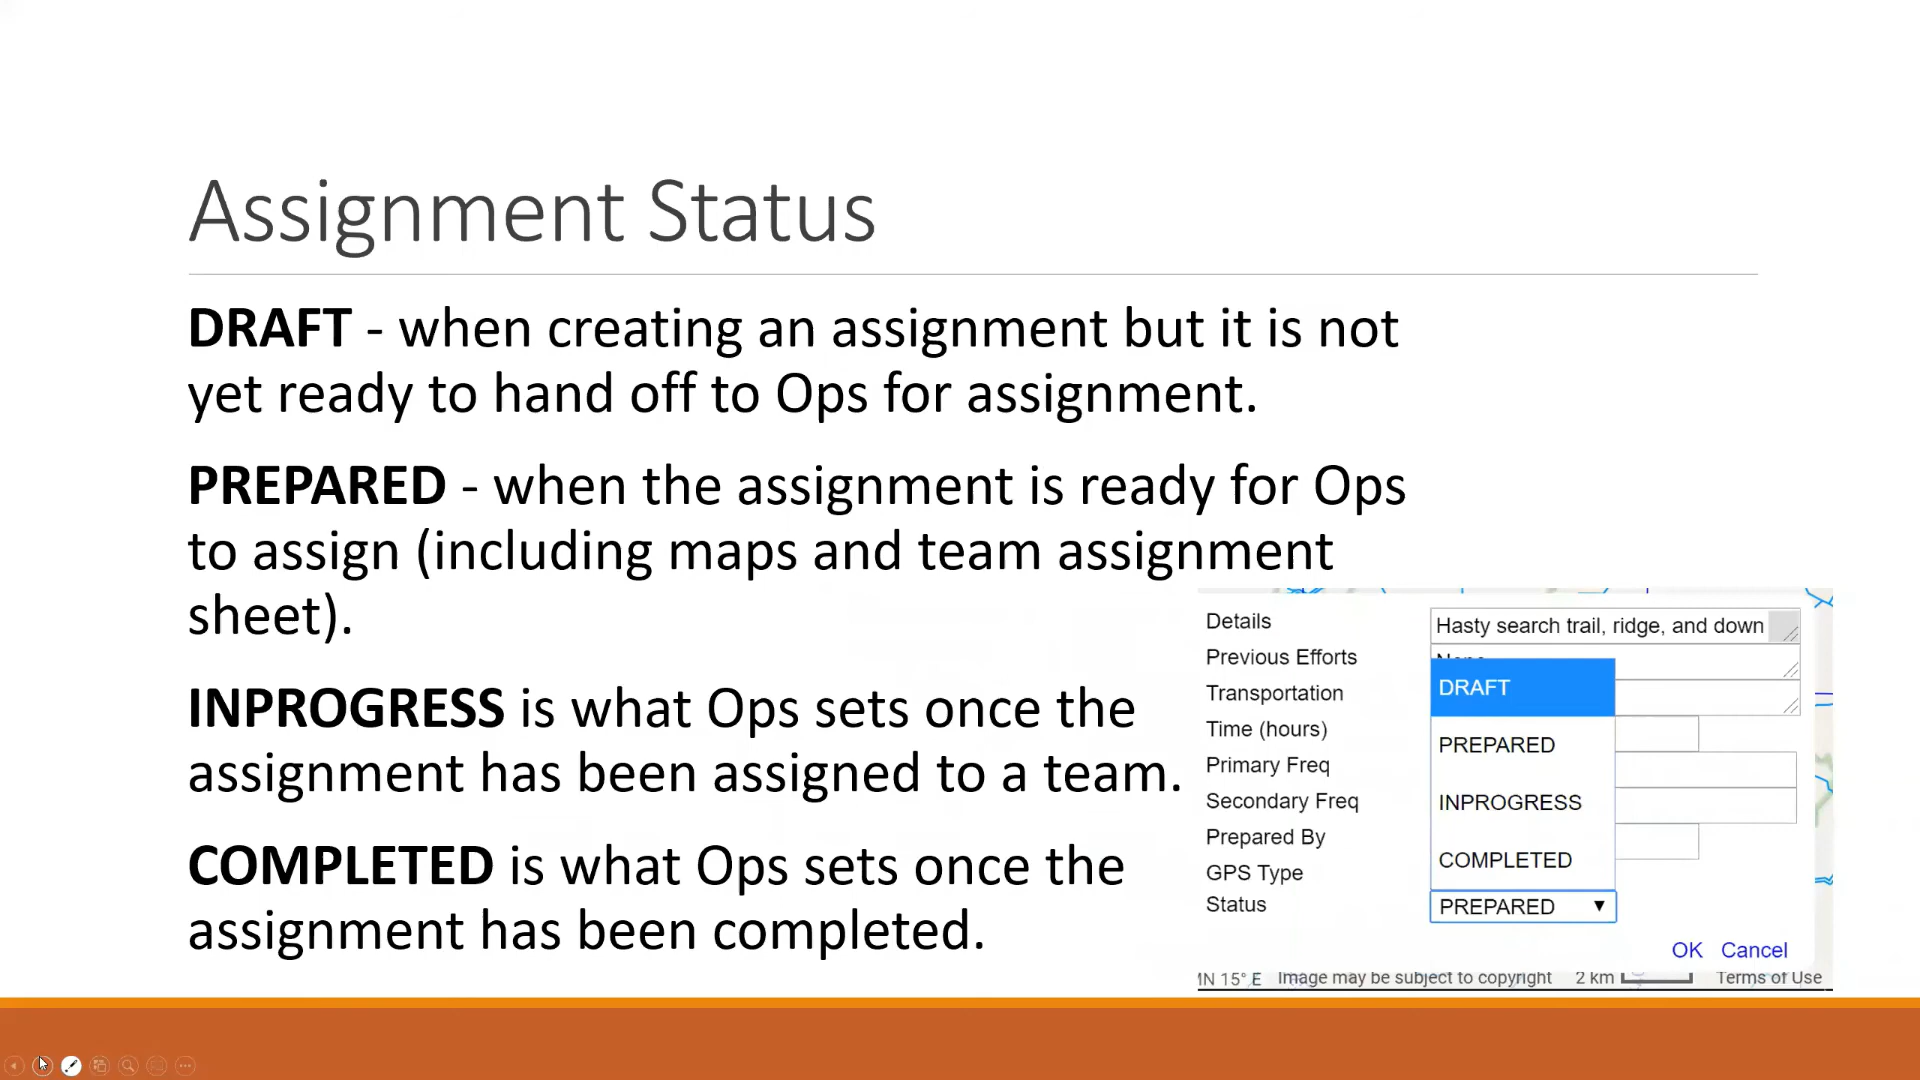 Assignment Status
DRAFT - when creating an assignment but it is not
yet ready to hand off to Ops for assignment.
PREPARED - when the assignment is ready for Ops
to assign (including maps and team assignment
sheet).
INPROGRESS is what Ops sets once the
assignment has been assigned to a team.
COMPLETED is what Ops sets once the
assignment has been completed.
Details
Hasty search trail, ridge, and down
Previous Efforts
Transportation
Time (hours)
Primary Freq
Secondary Freq
Prepared By
GPS Type
Status
DRAFT
PREPARED
INPROGRESS
COMPLETED
PREPARED
OK Cancel
MN 15° E Image may be subject to copyright 2 km Terms of Use